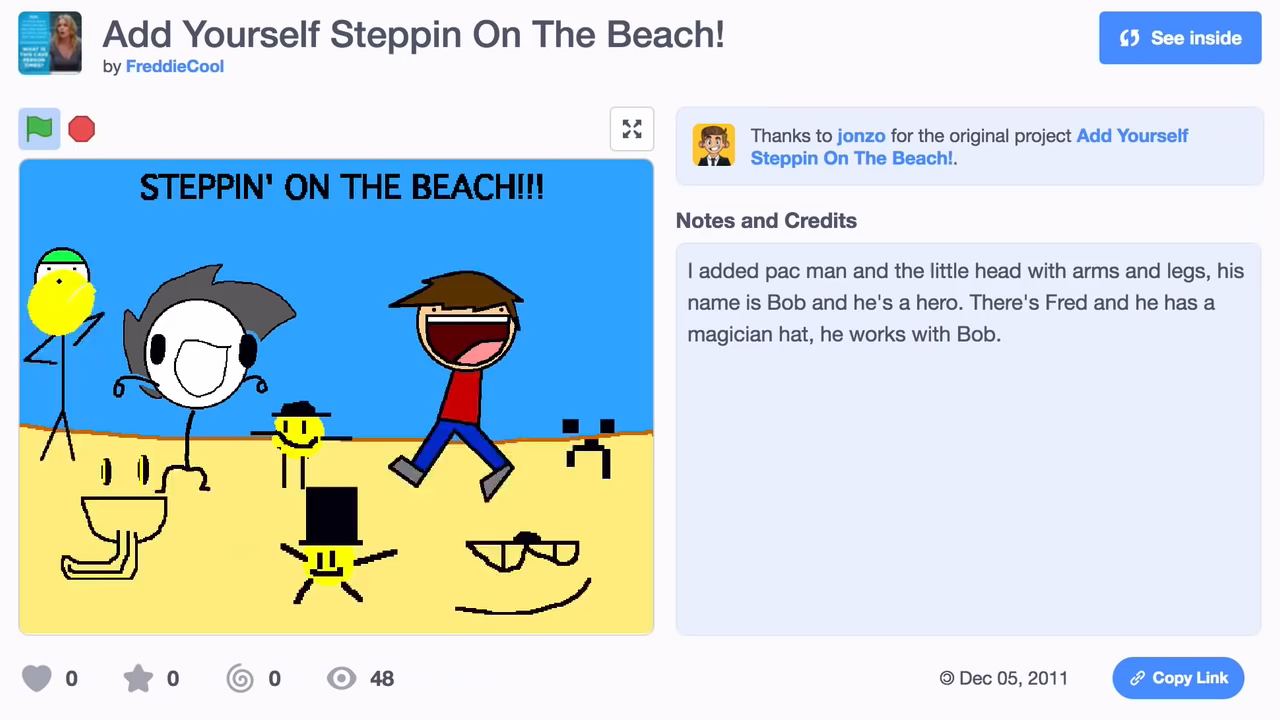 Add Yourself Steppin On The Beach!
by FreddieCool
See inside
Thanks to jonzo for the original project Add Yourself
Steppin On The Beach!.
STEPPIN' ON THE BEACH!!!
Notes and Credits
I added pac man and the little head with arms and legs, his
name is Bob and he's a hero. There's Fred and he has a
magician hat, he works with Bob.
0
0
0
48
Dec 05, 2011
Copy Link